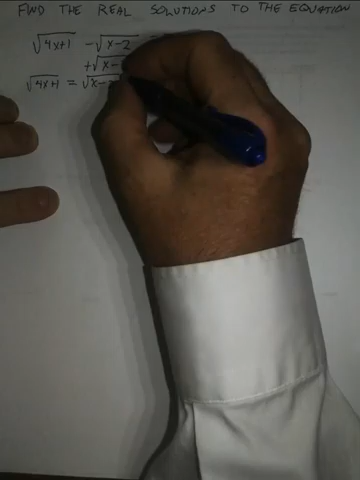 FIND THE REAL SOLUTIONS TO THE EQUATION
√4x+1 -√x-2
+√x-
√4x+1 = √x-